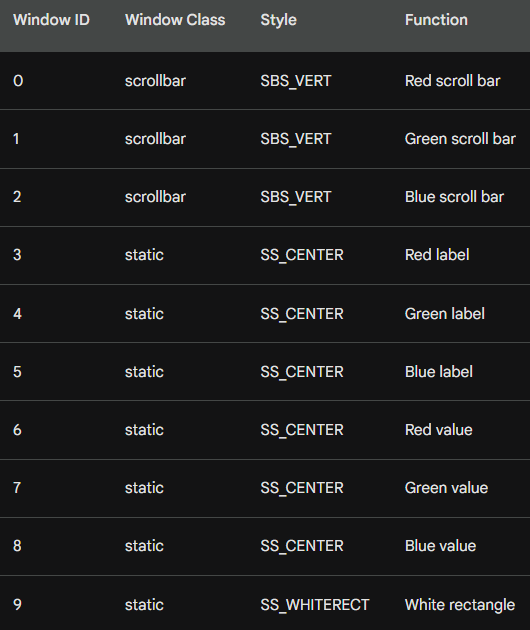 Window ID Window Class Style Function
0 scrollbar SBS_VERT Red scroll bar
1 scrollbar SBS_VERT Green scroll bar
2 scrollbar SBS_VERT Blue scroll bar
3 static SS_CENTER Red label
4 static SS_CENTER Green label
5 static SS_CENTER Blue label
6 static SS_CENTER Red value
7 static SS_CENTER Green value
8 static SS_CENTER Blue value
9 static SS_WHITERECT White rectangle